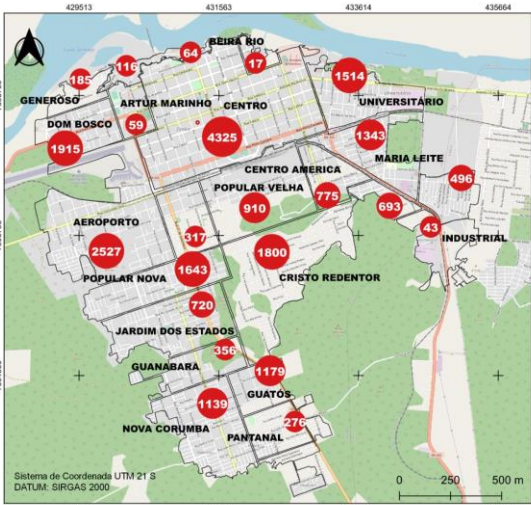 429513 431563 433614 435664
BEIRA RIO
64
116
17
185
1514
GENEROSO
ARTUR MARINHO
CENTRO
UNIVERSITÁRIO
DOM BOSCO
59
4325
1343
1915
MARIA LEITE
CENTRO AMERICA
496
POPULAR VELHA
775
910
693
AEROPORTO
317
43
INDUSTRIAL
2527
1800
1643
POPULAR NOVA
CRISTO REDENTOR
720
JARDIM DOS ESTADOS
356
GUANABARÁ
1179
GUATÓS
1139
276
NOVA CORUMBA
PANTANAL
Sistema de Coordenada UTM 21 S
DATUM: SIRGAS 2000
0 250 500 m